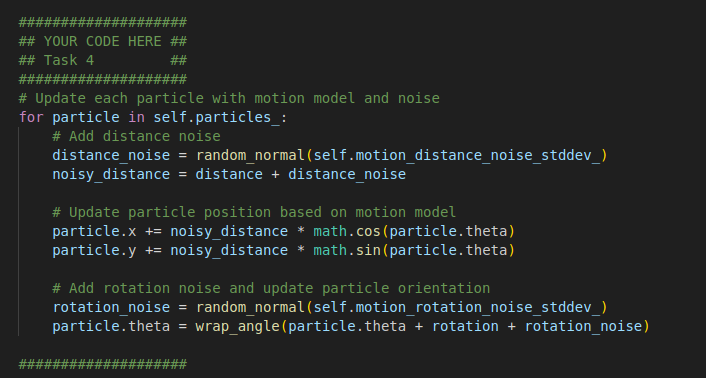 ####################
## YOUR CODE HERE ##
## Task 4         ##
####################
# Update each particle with motion model and noise
for particle in self.particles_:
    # Add distance noise
    distance_noise = random_normal(self.motion_distance_noise_stddev_)
    noisy_distance = distance + distance_noise

    # Update particle position based on motion model
    particle.x += noisy_distance * math.cos(particle.theta)
    particle.y += noisy_distance * math.sin(particle.theta)

    # Add rotation noise and update particle orientation
    rotation_noise = random_normal(self.motion_rotation_noise_stddev_)
    particle.theta = wrap_angle(particle.theta + rotation + rotation_noise)

####################